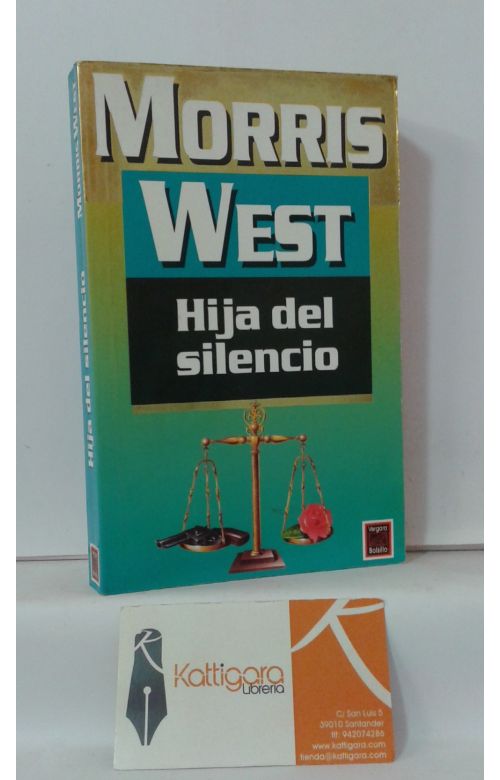 MORRIS
WEST
Hija del
silencio
MORRIS WEST
Hija del silencio
Vergara
Bolsillo
Kattigara
Librería
C/ San Luis 5
39010 Santander
tlf: 942074286
www.kattigara.com
tienda@kattigara.com